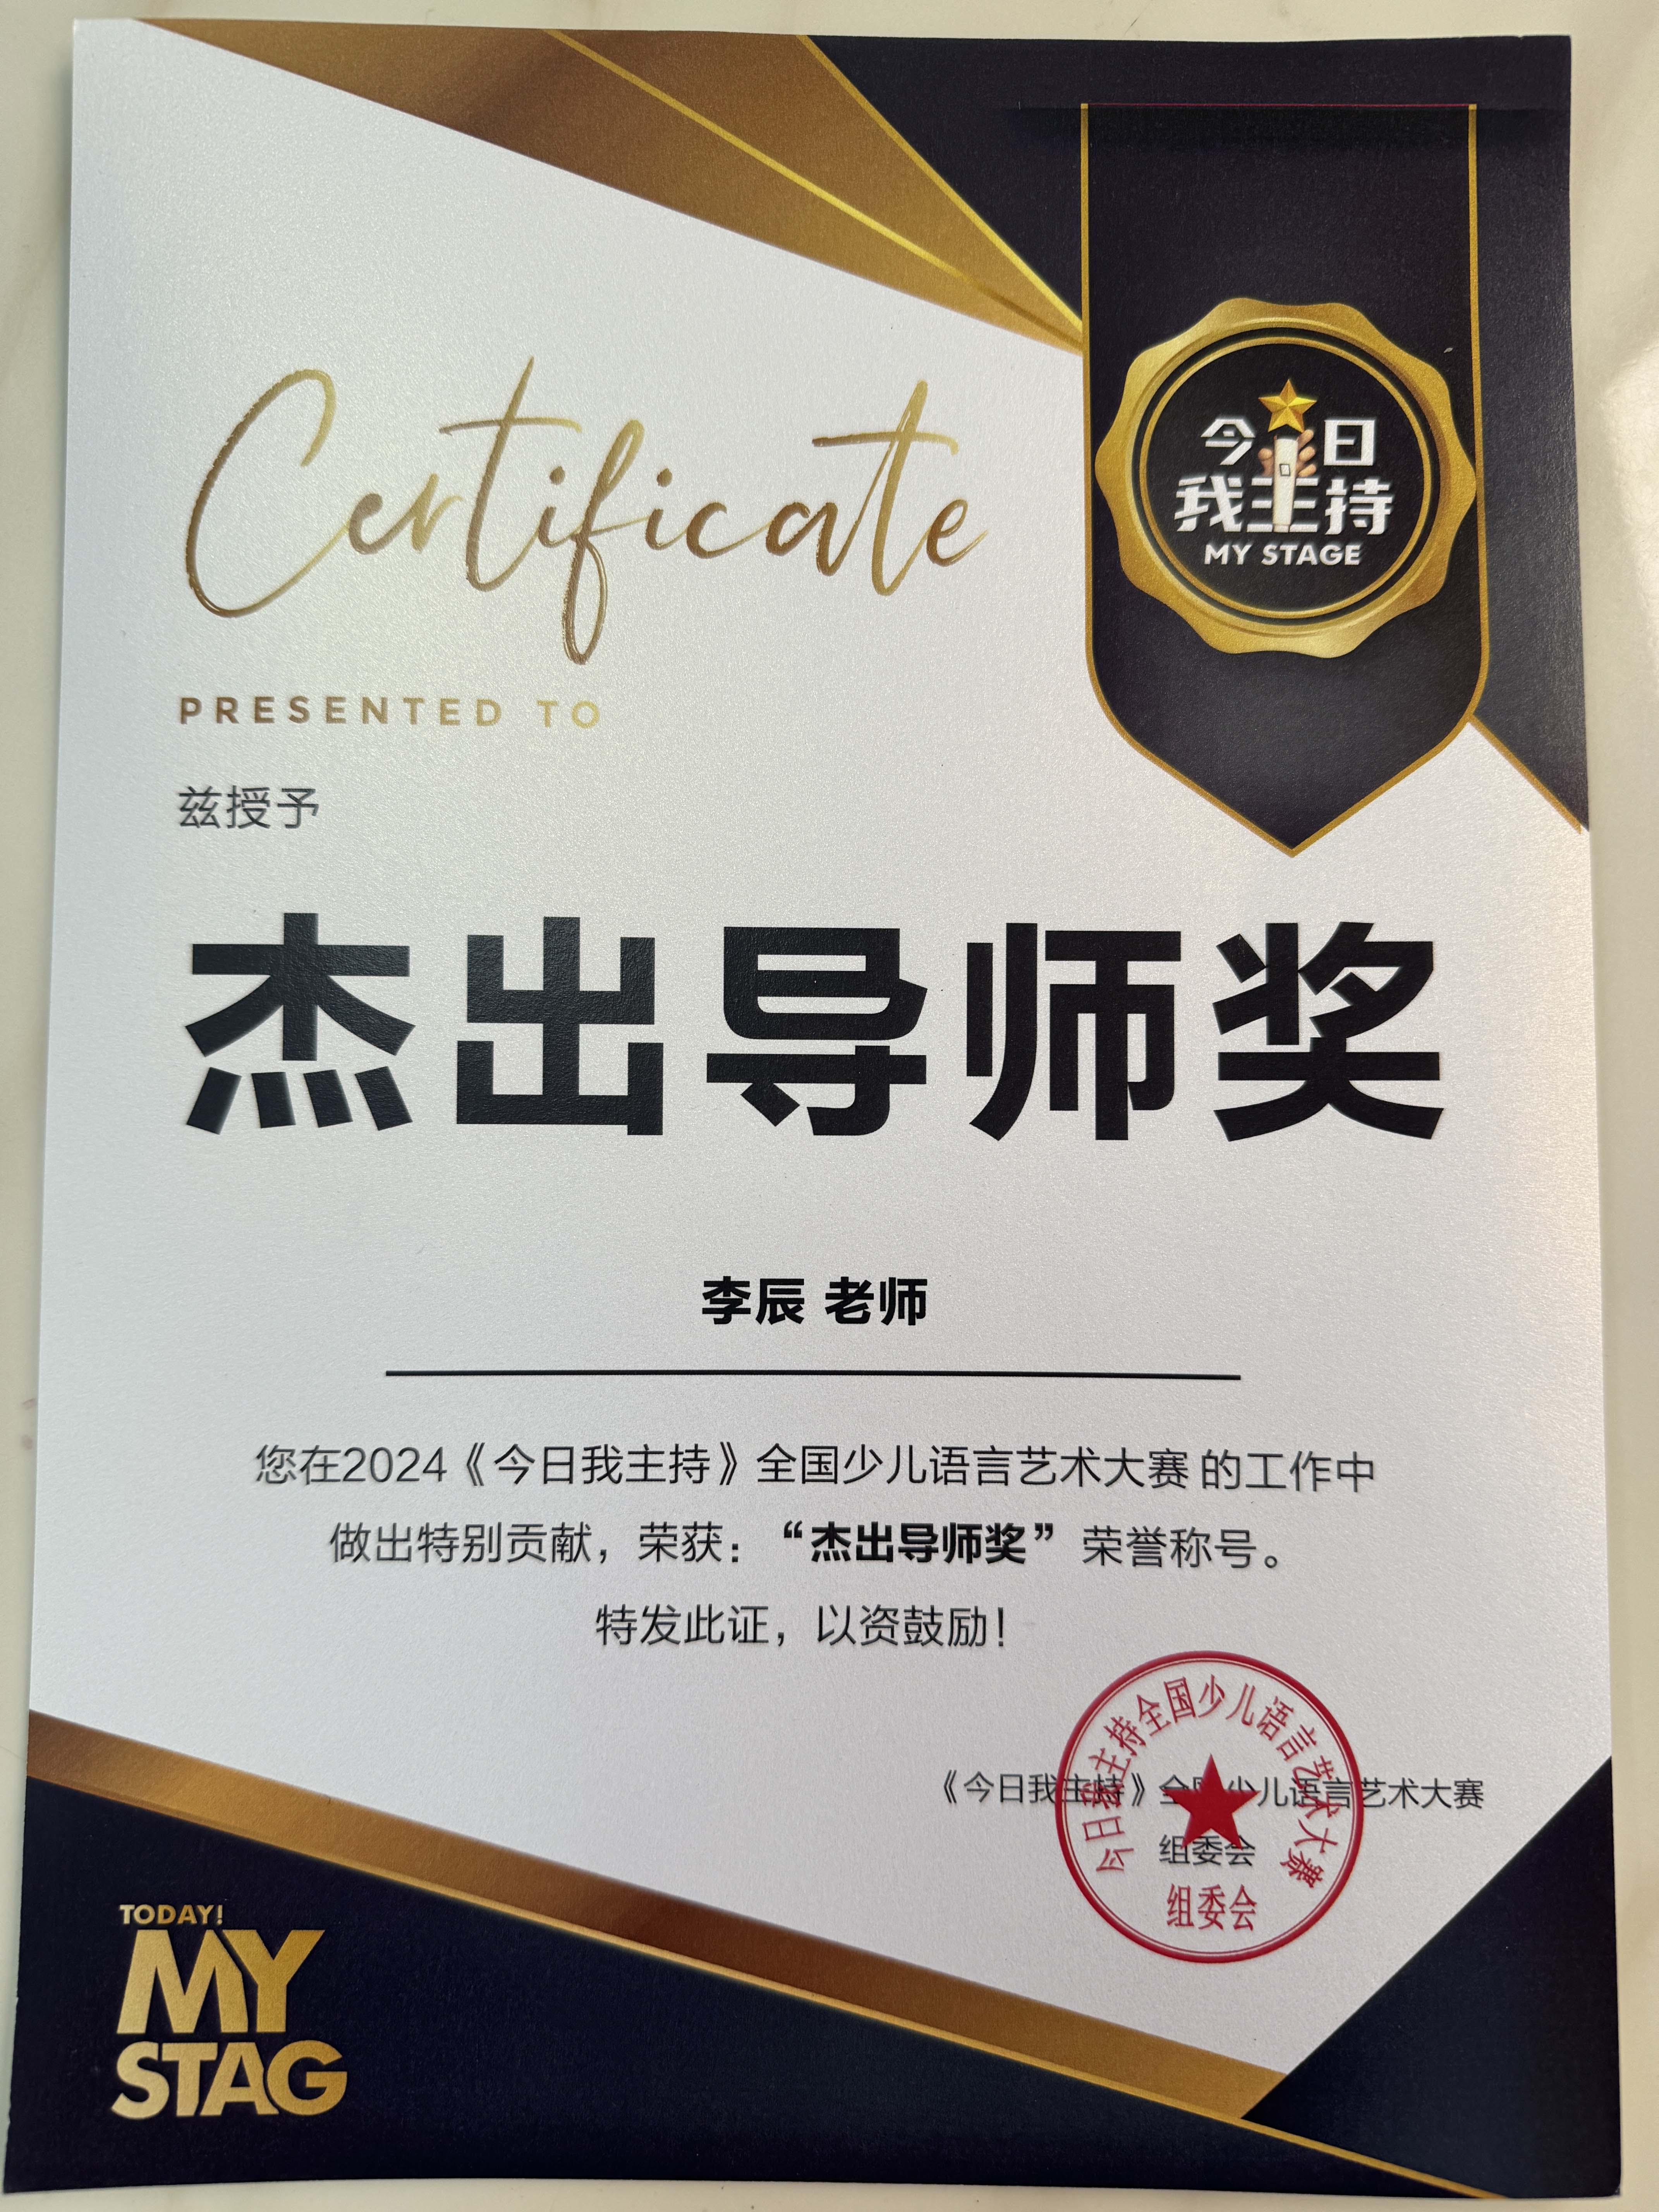 今日
我主持
MY STAGE
Certificate
PRESENTED TO
兹授予
杰出导师奖
李辰 老师
您在2024《今日我主持》全国少儿语言艺术大赛 的工作中
做出特别贡献，荣获：“杰出导师奖”荣誉称号。
特发此证，以资鼓励！
《今日我主持》全国少儿语言艺术大赛
组委会
今日我主持全国少儿语言艺术大赛
组委会
TODAY!
MY
STAG